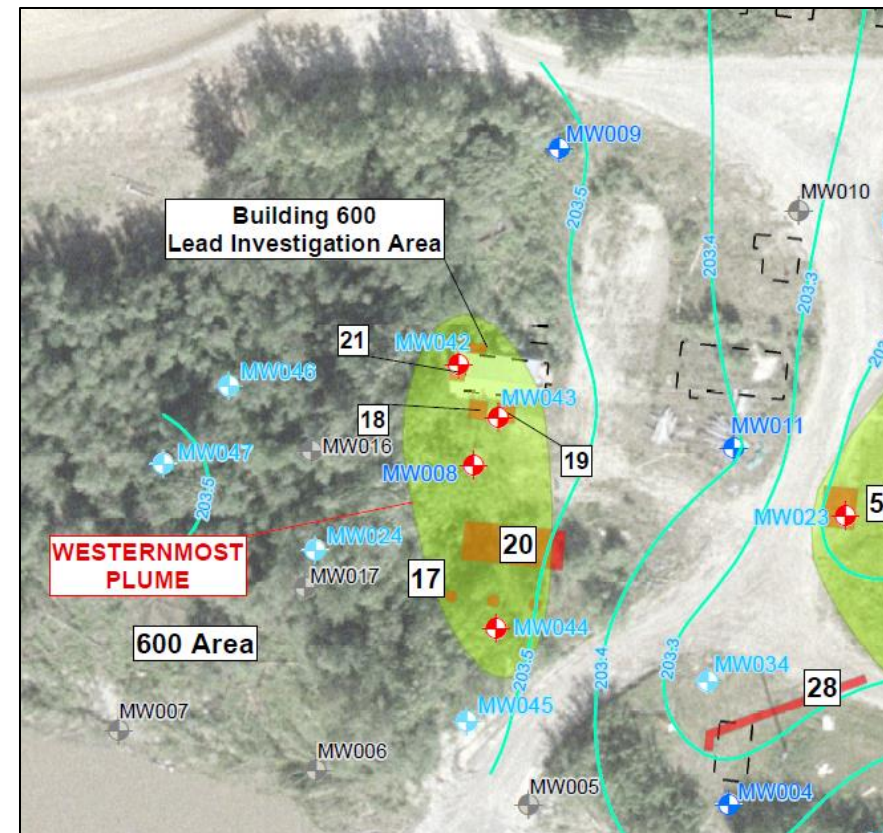 MW009
203.5
MW010
Building 600
Lead Investigation Area
203.4
203.3
21
MW042
MW046
MW043
18
MW016
MW011
19
MW047
MW008
203.5
5
MW023
MW024
20
WESTERNMOST
PLUME
MW017
17
600 Area
MW044
203.5
203.4
203.3
MW034
28
MW045
MW007
MW006
MW005
MW004